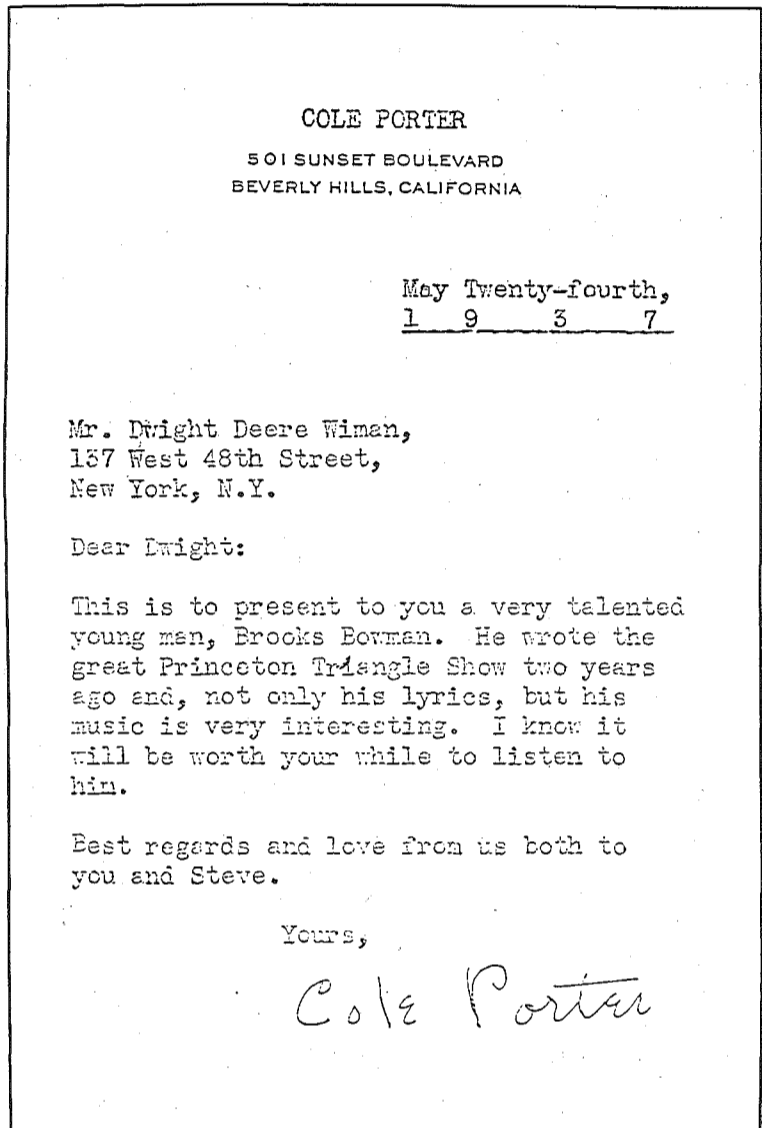 COLE PORTER
501 SUNSET BOULEVARD
BEVERLY HILLS, CALIFORNIA
May Twenty-fourth,
1 9 3 7
Mr. Dwight Deere Wiman,
137 West 48th Street,
New York, N.Y.
Dear Dwight:
This is to present to you a very talented
young man, Brooks Bowman. He wrote the
great Princeton Triangle Show two years
ago and, not only his lyrics, but his
music is very interesting. I know it
will be worth your while to listen to
him.
Best regards and love from us both to
you and Steve.
Yours,
Cole Porter